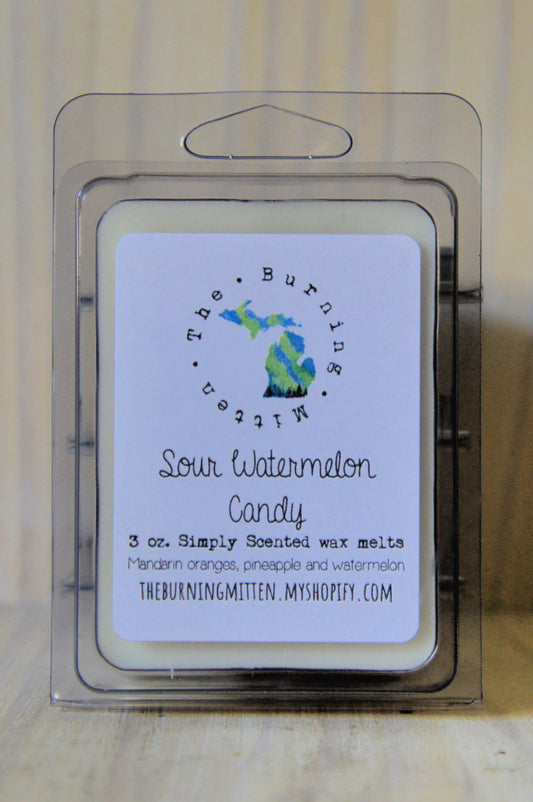 The . Burning . Mitten .
Sour Watermelon
Candy
3 oz. Simply Scented wax melts
Mandarin oranges, pineapple and watermelon
THEBURNINGMITTEN.MYSHOPIFY.COM